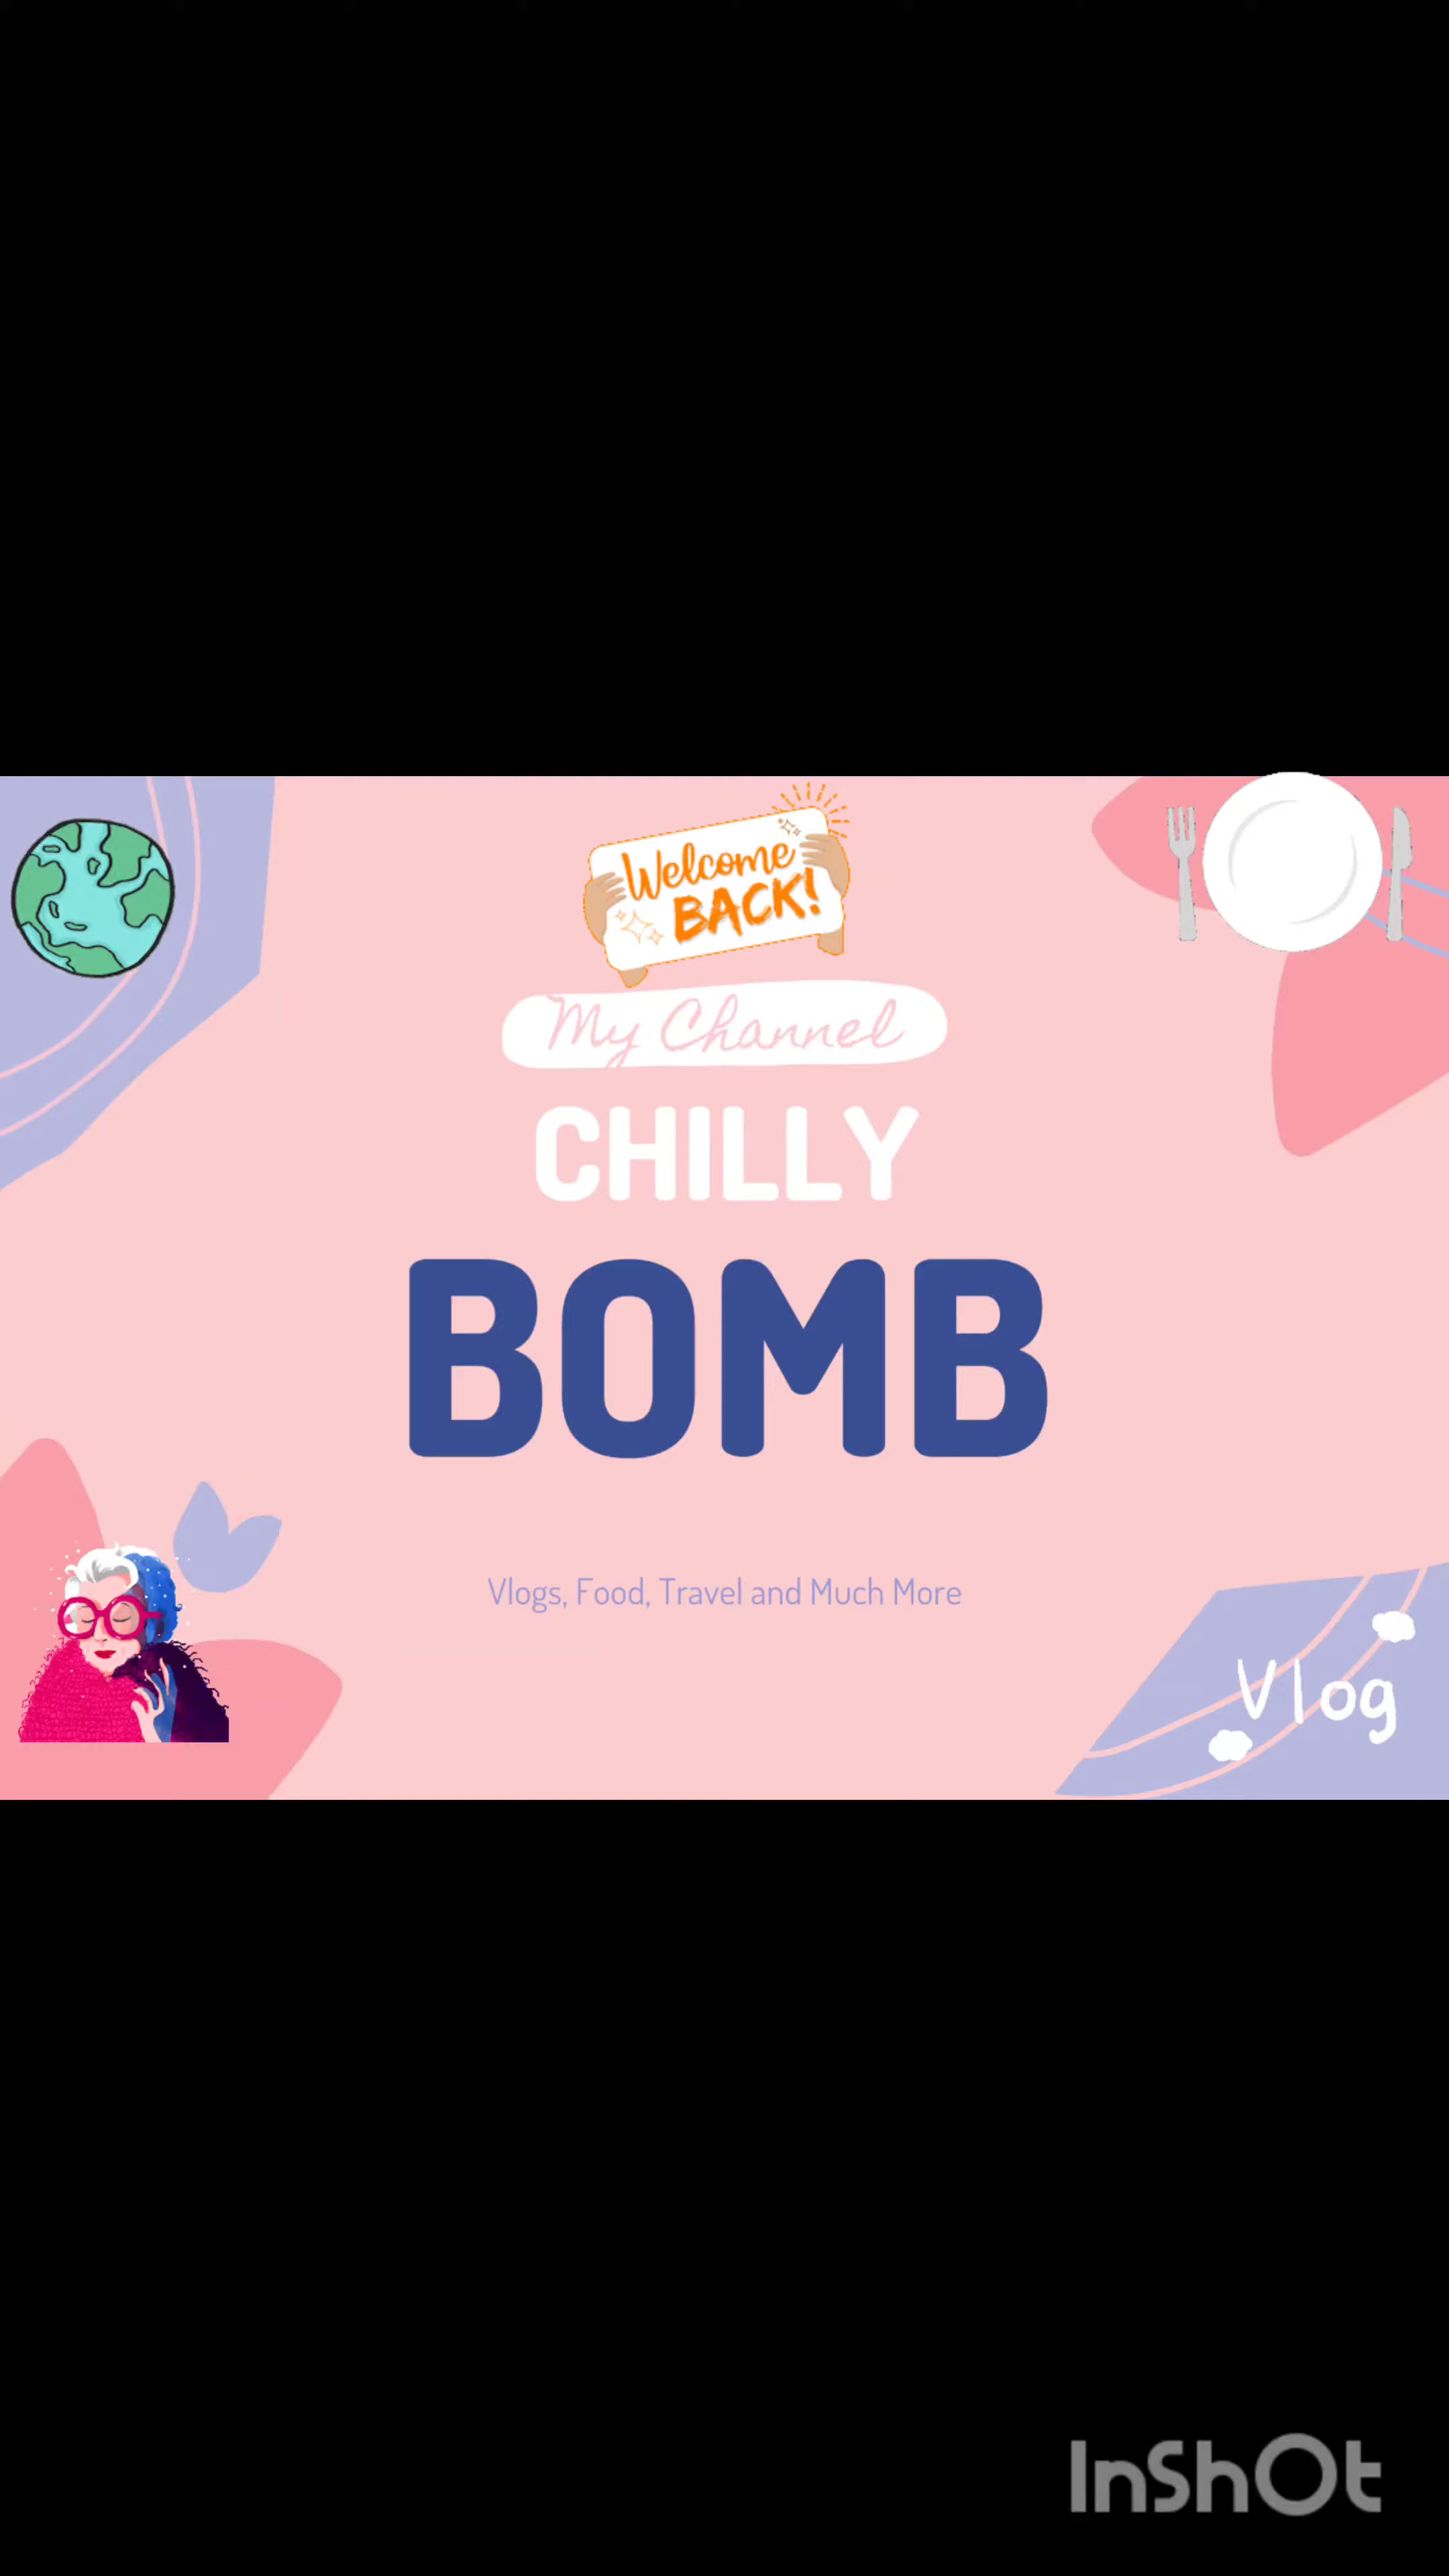 Welcome
BACK!
My Channel
CHILLY
BOMB
Vlogs, Food, Travel and Much More
Vlog
InShOt